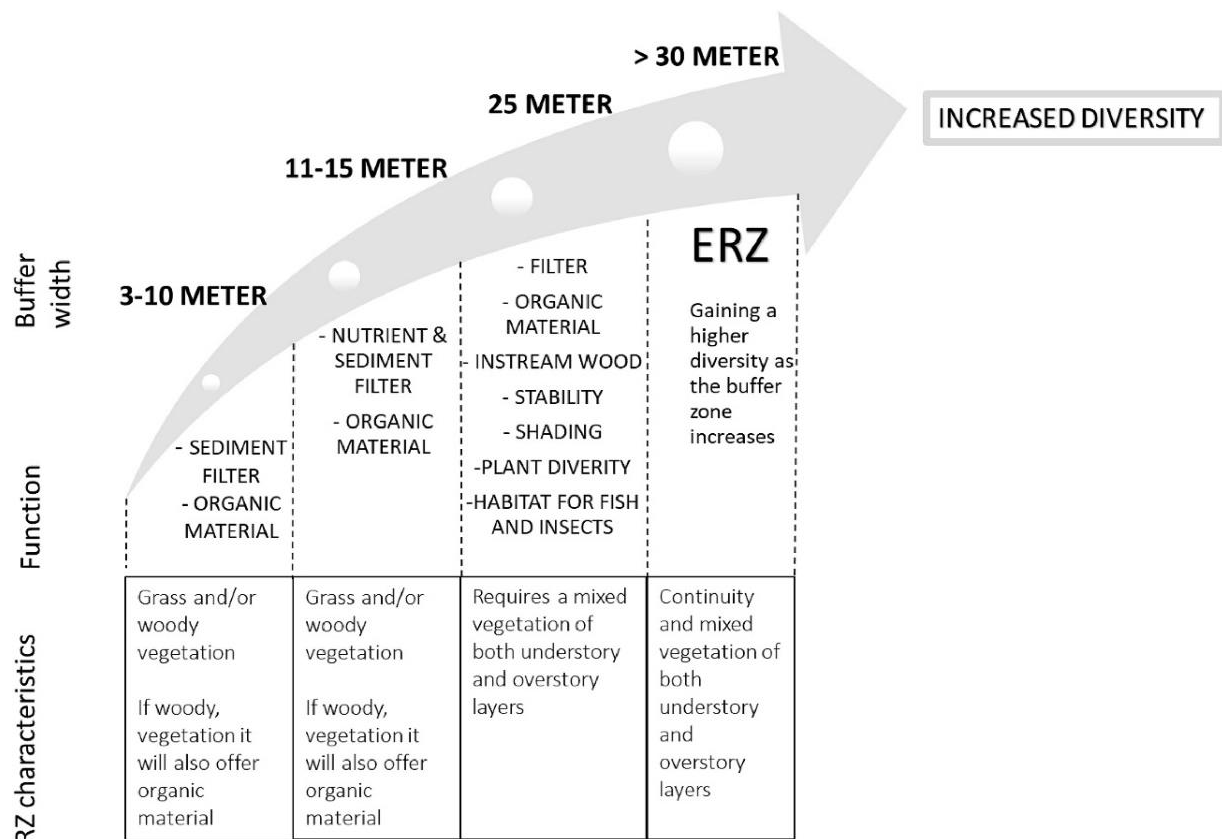 > 30 METER
25 METER
INCREASED DIVERSITY
11-15 METER
3-10 METER
Buffer
width
Function
RZ characteristics
- SEDIMENT
FILTER
- ORGANIC
MATERIAL
- NUTRIENT &
SEDIMENT
FILTER
- ORGANIC
MATERIAL
- FILTER
- ORGANIC
MATERIAL
- INSTREAM WOOD
- STABILITY
- SHADING
-PLANT DIVERITY
-HABITAT FOR FISH
AND INSECTS
ERZ
Gaining a
higher
diversity as
the buffer
zone
increases
Grass and/or
woody
vegetation
If woody,
vegetation it
will also offer
organic
material
Grass and/or
woody
vegetation
If woody,
vegetation it
will also offer
organic
material
Requires a mixed
vegetation of
both understory
and overstory
layers
Continuity
and mixed
vegetation of
both
understory
and
overstory
layers